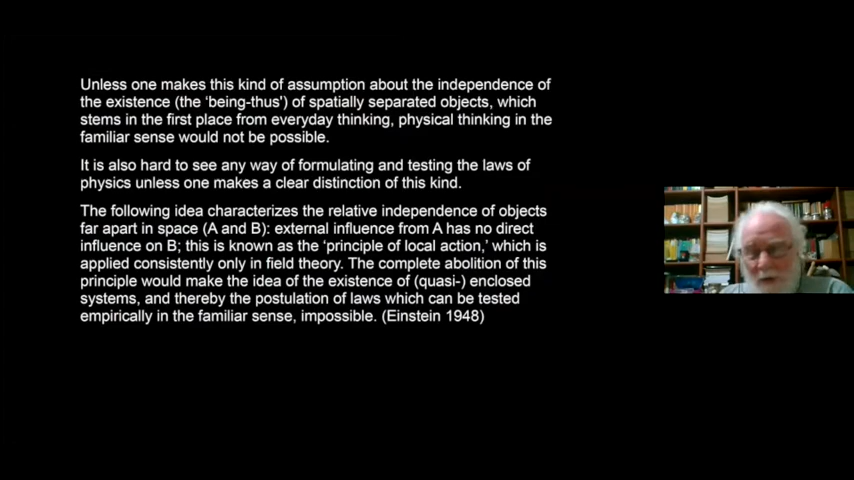 Unless one makes this kind of assumption about the independence of
the existence (the ‘being-thus’) of spatially separated objects, which
stems in the first place from everyday thinking, physical thinking in the
familiar sense would not be possible.
It is also hard to see any way of formulating and testing the laws of
physics unless one makes a clear distinction of this kind.
The following idea characterizes the relative independence of objects
far apart in space (A and B): external influence from A has no direct
influence on B; this is known as the ‘principle of local action,’ which is
applied consistently only in field theory. The complete abolition of this
principle would make the idea of the existence of (quasi-) enclosed
systems, and thereby the postulation of laws which can be tested
empirically in the familiar sense, impossible. (Einstein 1948)